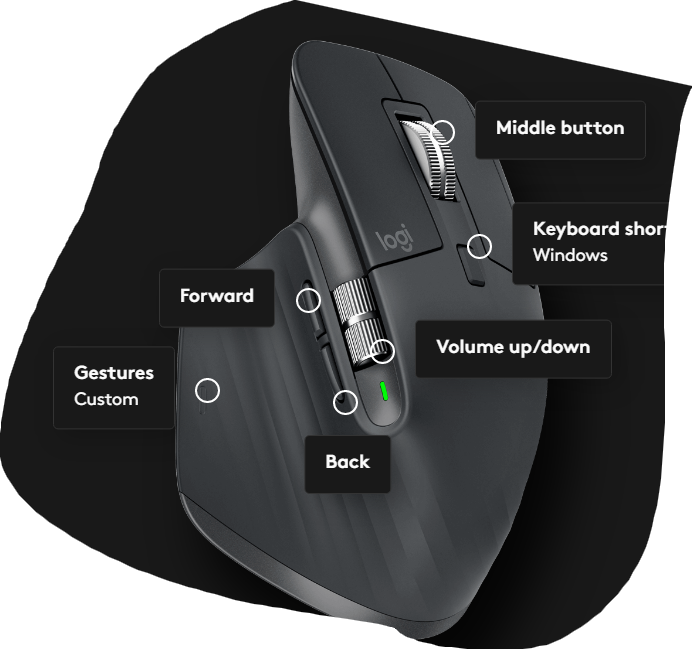 Middle button
logi
Keyboard shor
Windows
Forward
Volume up/down
Gestures
Custom
Back